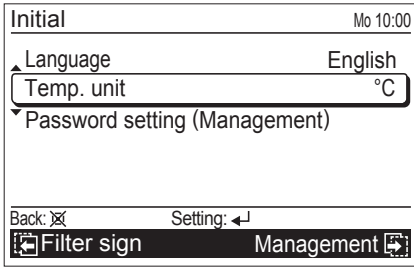 Initial Mo 10:00
Language English
Temp. unit °C
Password setting (Management)
Back: Setting:
Filter sign Management